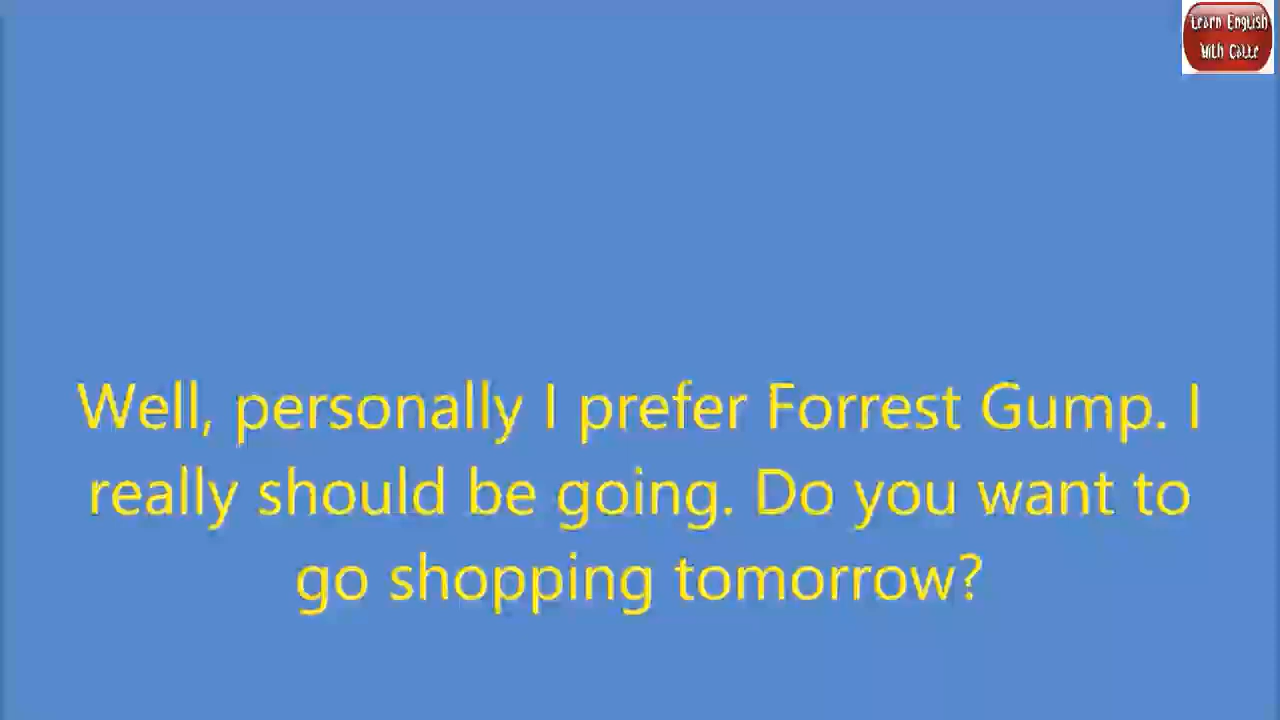 Learn English
With
Well, personally I prefer Forrest Gump. I
really should be going. Do you want to
go shopping tomorrow?